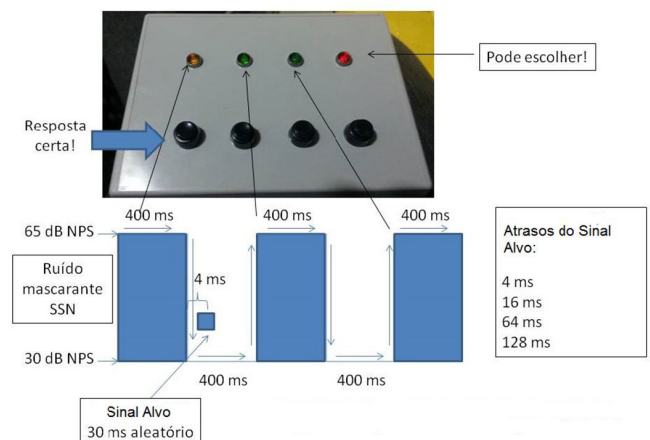 Pode escolher!
Resposta
certa!
400 ms
400 ms
400 ms
65 dB NPS
Ruído
mascarante
SSN
4 ms
30 dB NPS
400 ms
400 ms
Sinal Alvo
30 ms aleatório
Atrasos do Sinal
Alvo:
4 ms
16 ms
64 ms
128 ms